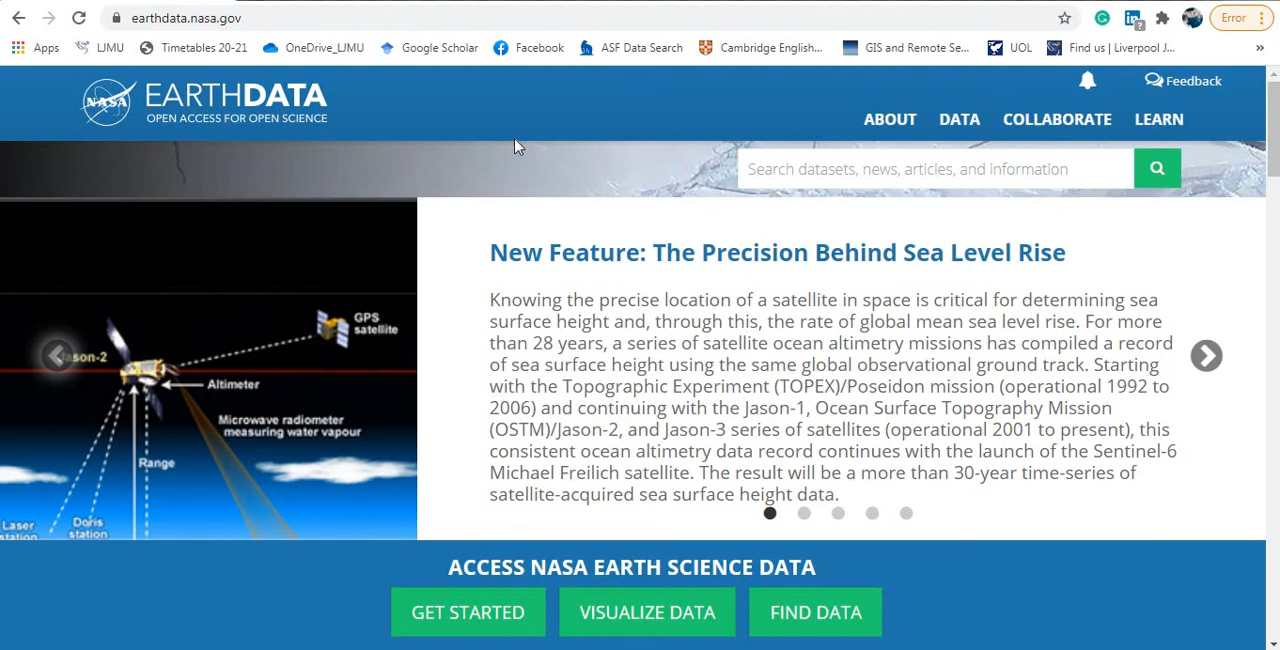 earthdata.nasa.gov
Error
?
Apps
LJMU
Timetables 20-21
OneDrive_LJMU
Google Scholar
Facebook
ASF Data Search
Cambridge English...
GIS and Remote Se...
UOL
Find us | Liverpool J...
»
NASA
EARTHDATA
OPEN ACCESS FOR OPEN SCIENCE
Feedback
ABOUT
DATA
COLLABORATE
LEARN
Search datasets, news, articles, and information
GPS
satellite
ason-2
Altimeter
Microwave radiometer
measuring water vapour
Range
Laser
station
Doris
station
New Feature: The Precision Behind Sea Level Rise
Knowing the precise location of a satellite in space is critical for determining sea
surface height and, through this, the rate of global mean sea level rise. For more
than 28 years, a series of satellite ocean altimetry missions has compiled a record
of sea surface height using the same global observational ground track. Starting
with the Topographic Experiment (TOPEX)/Poseidon mission (operational 1992 to
2006) and continuing with the Jason-1, Ocean Surface Topography Mission
(OSTM)/Jason-2, and Jason-3 series of satellites (operational 2001 to present), this
consistent ocean altimetry data record continues with the launch of the Sentinel-6
Michael Freilich satellite. The result will be a more than 30-year time-series of
satellite-acquired sea surface height data.
ACCESS NASA EARTH SCIENCE DATA
GET STARTED
VISUALIZE DATA
FIND DATA